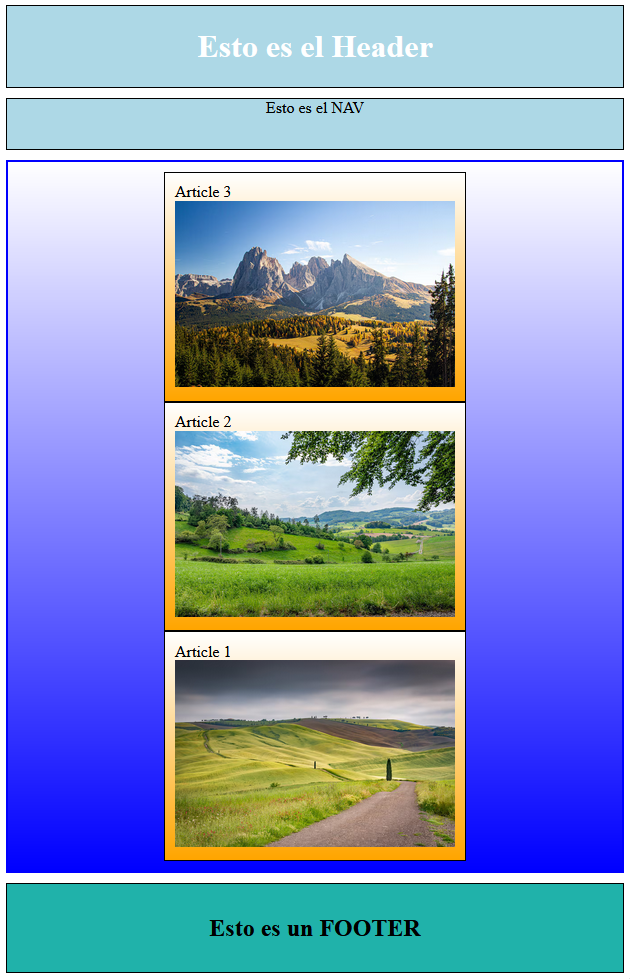 Esto es el Header
Esto es el NAV
Article 3
Article 2
Article 1
Esto es un FOOTER